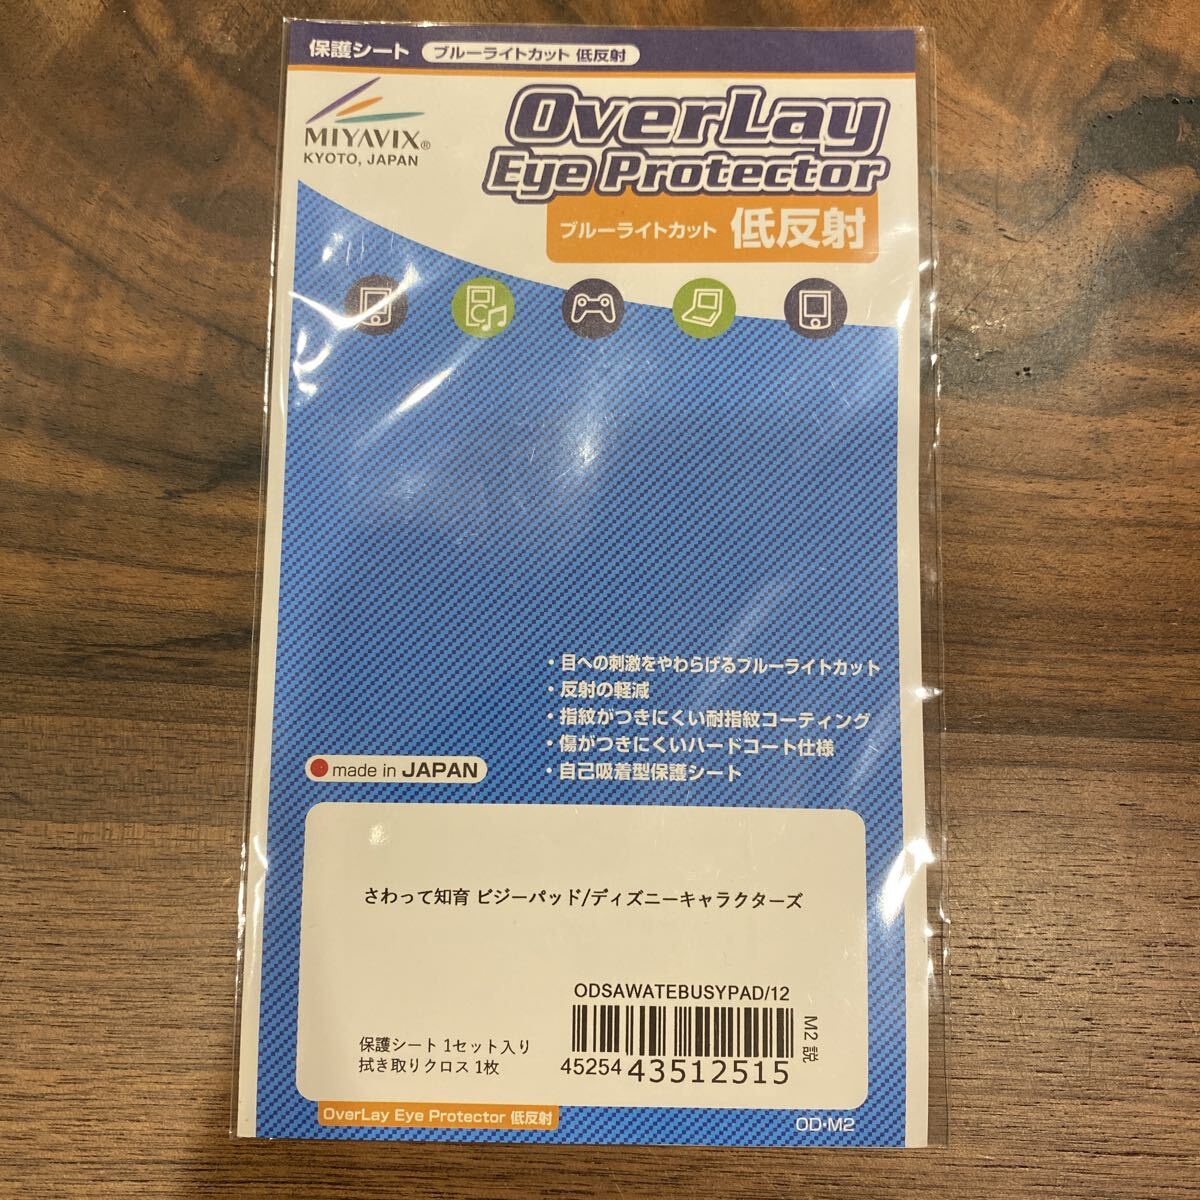 保護シート ブルーライトカット 低反射
MIYAVIX®
KYOTO, JAPAN
OverLay
Eye Protector
ブルーライトカット 低反射
・目への刺激をやわらげるブルーライトカット
・反射の軽減
・指紋がつきにくい耐指紋コーティング
・傷がつきにくいハードコート仕様
・自己吸着型保護シート
made in JAPAN
さわって知育 ビジーパッド/ディズニーキャラクターズ
ODSAWATEBUSYPAD/12
M2 説
保護シート 1セット入り
拭き取りクロス 1枚
45254 43512515
OverLay Eye Protector 低反射
OD・M2